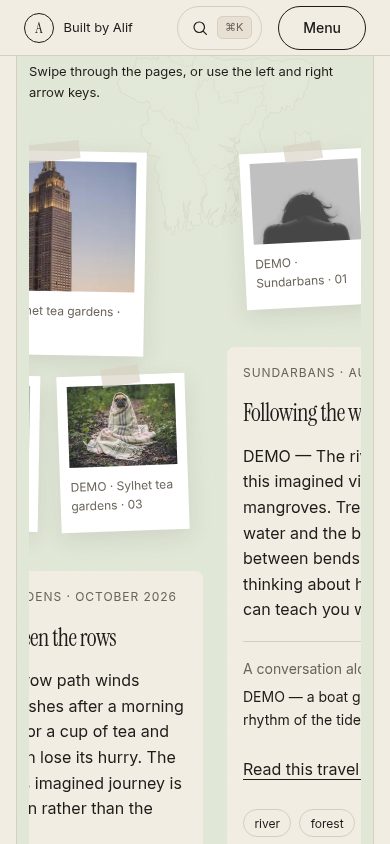 A
Built by Alif
⌘K
Menu
Swipe through the pages, or use the left and right
arrow keys.
het tea gardens ·
DEMO ·
Sundarbans · 01
DEMO · Sylhet tea
gardens · 03
DENS · OCTOBER 2026
en the rows
row path winds
shes after a morning
or a cup of tea and
n lose its hurry. The
imagined journey is
n rather than the
SUNDARBANS · AU
Following the w
DEMO — The ri
this imagined vi
mangroves. Tre
water and the b
between bends
thinking about h
can teach you w
A conversation alo
DEMO — a boat g
rhythm of the tide
Read this travel
river
forest